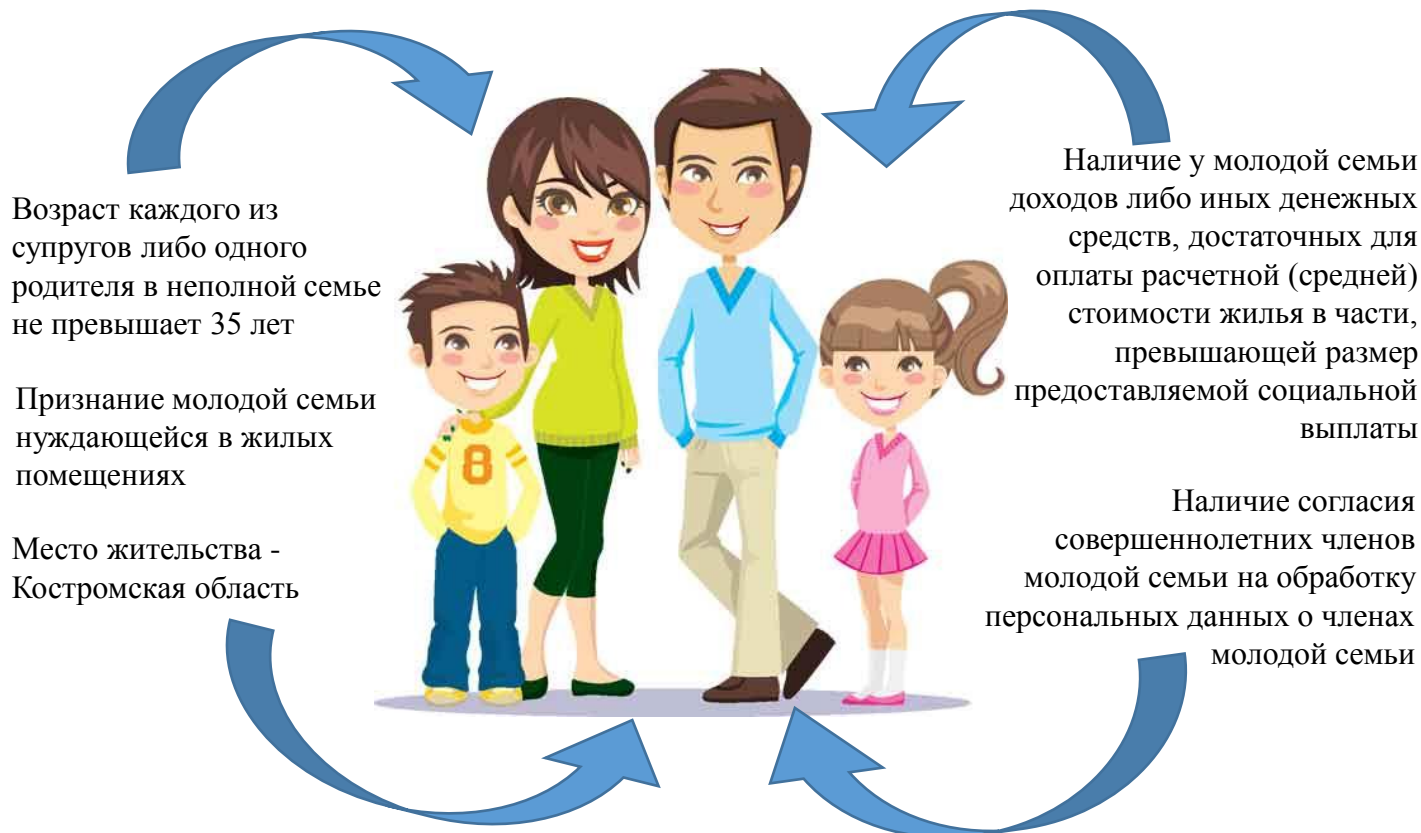 Возраст каждого из
супругов либо одного
родителя в неполной семье
не превышает 35 лет
Признание молодой семьи
нуждающейся в жилых
помещениях
Место жительства -
Костромская область
Наличие у молодой семьи
доходов либо иных денежных
средств, достаточных для
оплаты расчетной (средней)
стоимости жилья в части,
превышающей размер
предоставляемой социальной
выплаты
Наличие согласия
совершеннолетних членов
молодой семьи на обработку
персональных данных о членах
молодой семьи
8